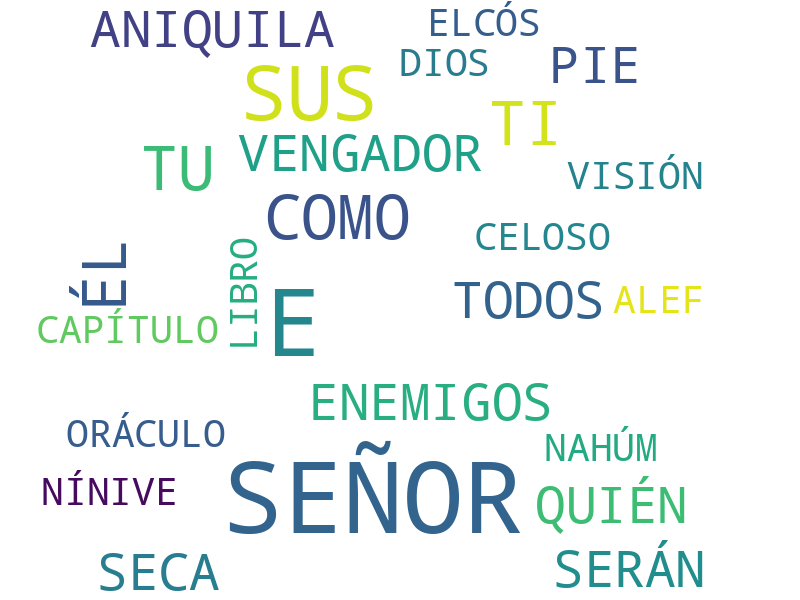 ANIQUILA
ELCÓS
DIOS
PIE
SUS
TI
TU
VENGADOR
VISIÓN
COMO
CELOSO
ÉL
LIBRO
E
TODOS
ALEF
CAPÍTULO
ENEMIGOS
ORÁCULO
NAHÚM
NÍNIVE
SEÑOR
QUIÉN
SECA
SERÁN